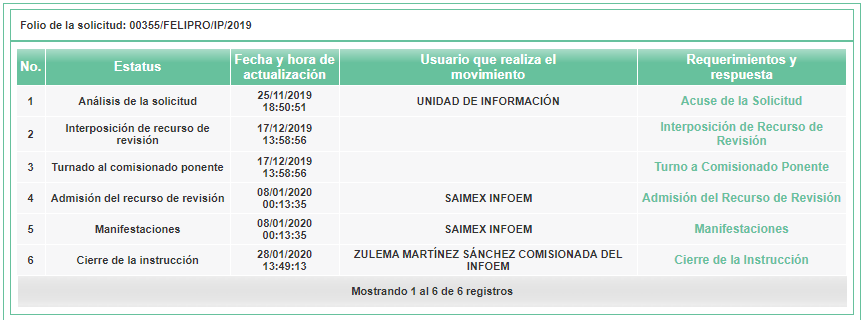 Folio de la solicitud: 00355/FELIPRO/IP/2019
No. Estatus Fecha y hora de actualización Usuario que realiza el movimiento Requerimientos y respuesta
1 Análisis de la solicitud 25/11/2019 18:50:51 UNIDAD DE INFORMACIÓN Acuse de la Solicitud
2 Interposición de recurso de revisión 17/12/2019 13:58:56 Interposición de Recurso de Revisión
3 Turnado al comisionado ponente 17/12/2019 13:58:56 Turno a Comisionado Ponente
4 Admisión del recurso de revisión 08/01/2020 00:13:35 SAIMEX INFOEM Admisión del Recurso de Revisión
5 Manifestaciones 08/01/2020 00:13:35 SAIMEX INFOEM Manifestaciones
6 Cierre de la instrucción 28/01/2020 13:49:13 ZULEMA MARTÍNEZ SÁNCHEZ COMISIONADA DEL INFOEM Cierre de la Instrucción
Mostrando 1 al 6 de 6 registros